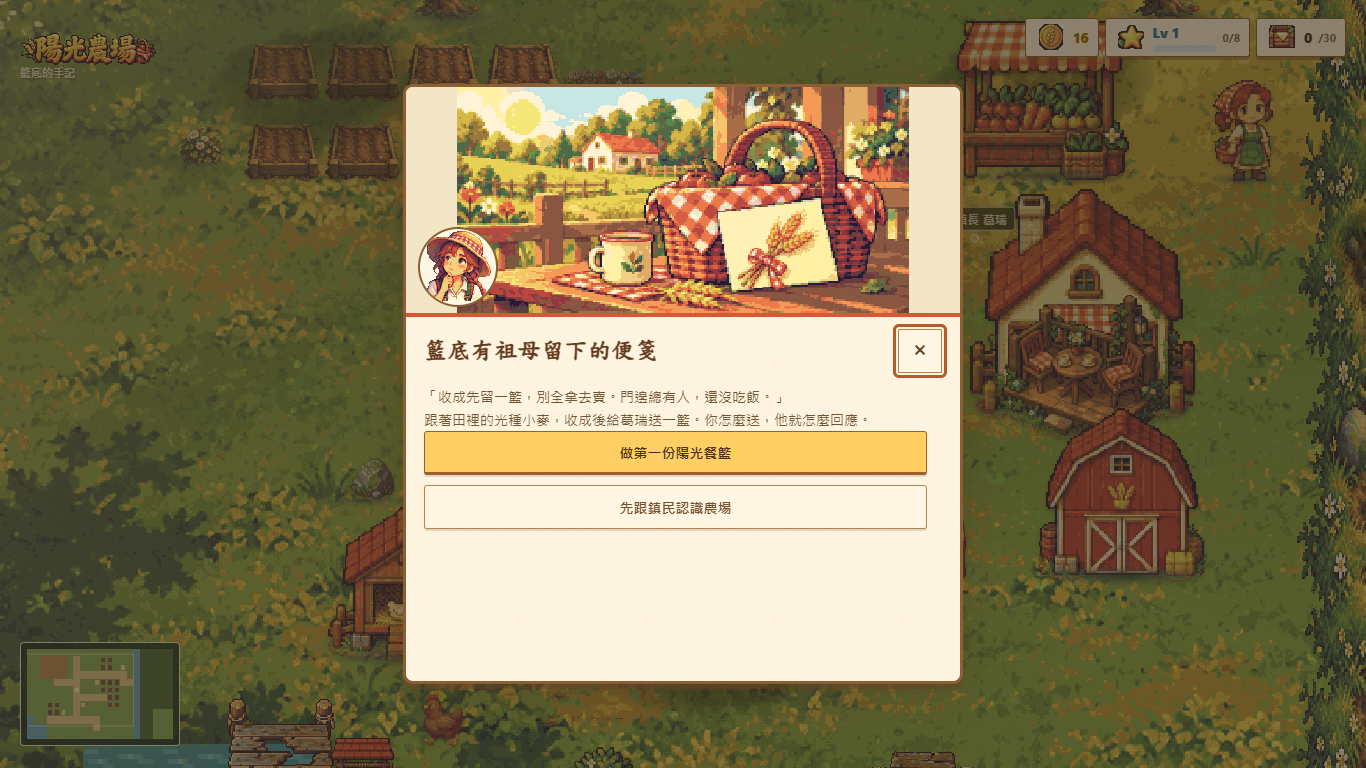 陽光農場
籃底的手記
16
Lv 1
0/8
0 /30
長 葛瑞
籃底有祖母留下的便箋
×
「收成先留一籃，別全拿去賣。門邊總有人，還沒吃飯。」
跟著田裡的光種小麥，收成後給葛瑞送一籃。你怎麼送，他就怎麼回應。
做第一份陽光餐籃
先跟鎮民認識農場